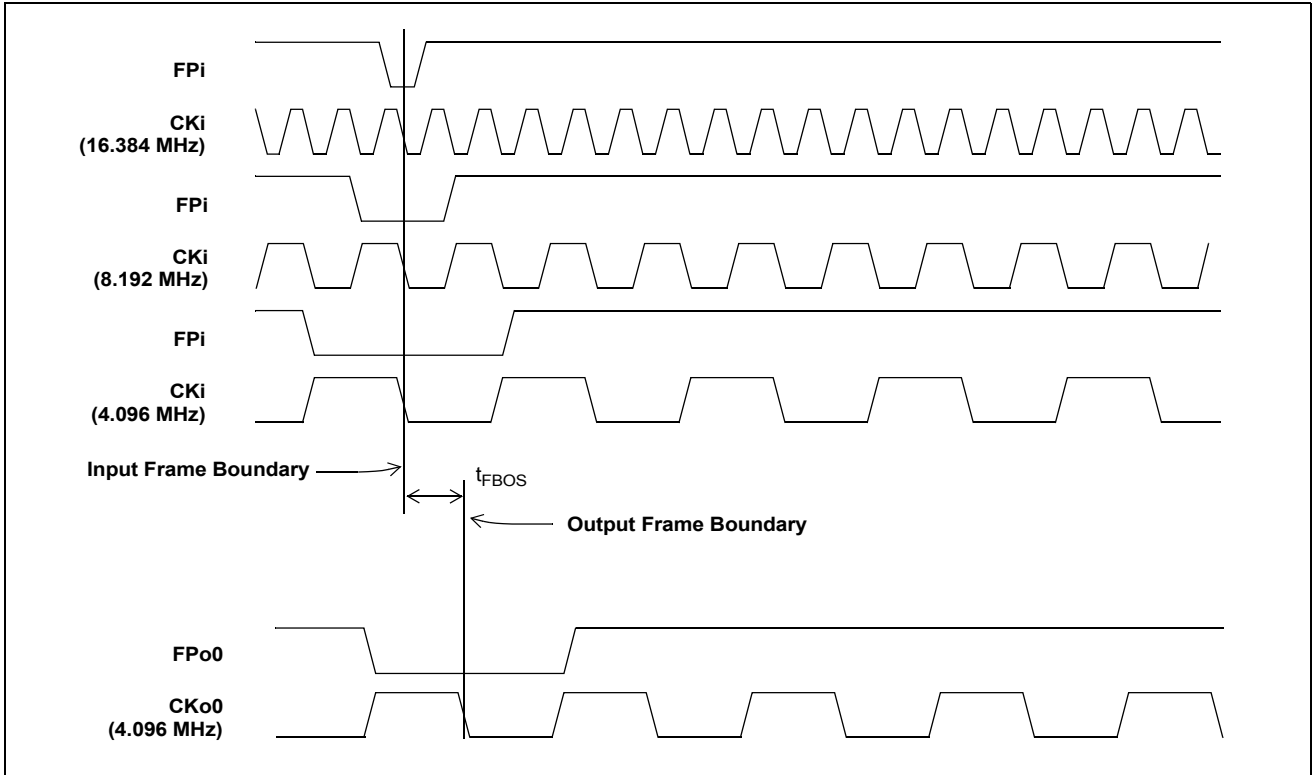 FPi
CKi
(16.384 MHz)
FPi
CKi
(8.192 MHz)
FPi
CKi
(4.096 MHz)
Input Frame Boundary
tFBOS
Output Frame Boundary
FPo0
CKo0
(4.096 MHz)